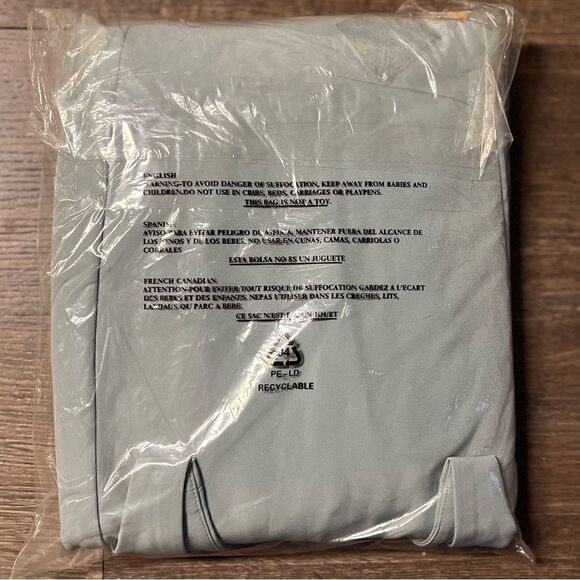 ENGLISH
WARNING-TO AVOID DANGER OF SUFFOCATION, KEEP AWAY FROM BABIES AND
CHILDREN.DO NOT USE IN CRIBS, BEDS, CARRIAGES OR PLAYPENS.
THIS BAG IS NOT A TOY.
SPANISH:
AVISO-PARA EVITAR PELIGRO DE ASFIXIA, MANTENER FUERA DEL ALCANCE DE
LOS NINOS Y DE LOS BEBES, NO USAR EN CUNAS, CAMAS, CARRIOLAS O
CORRALES
ESTA BOLSA NO ES UN JUGUETE
FRENCH CANADIAN:
ATTENTION-POUR EVITER TOUT RISQUE DE SUFFOCATION GARDEZ A L'ECART
DES BEBES ET DES ENFANTS, NEPAS UTILISER DANS LES CRECHES, LITS,
LANDAUS OU PARC A BEBE.
CE SAC N'EST PAS UN JOUET
04
PE-LD
RECYCLABLE